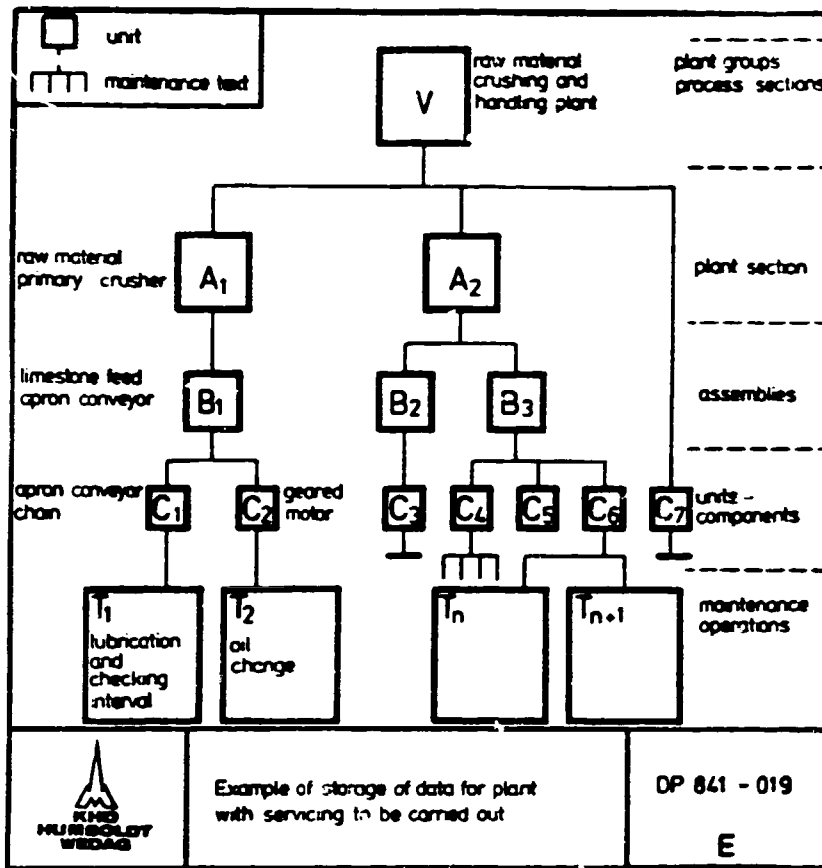 unit
maintenance text
raw material
crushing and
handling plant
plant groups
process sections
V
raw material
primary crusher
A1
A2
plant section
limestone feed
apron conveyor
B1
B2
B3
assemblies
apron conveyor
chain
C1
C2
geared
motor
C3
C4
C5
C6
C7
units -
components
T1
lubrication
and
checking
interval
T2
oil
change
Tn
Tn+1
maintenance
operations
KHD
HUMBOLDT
WEDAG
Example of storage of data for plant
with servicing to be carried out
DP 841 - 019
E